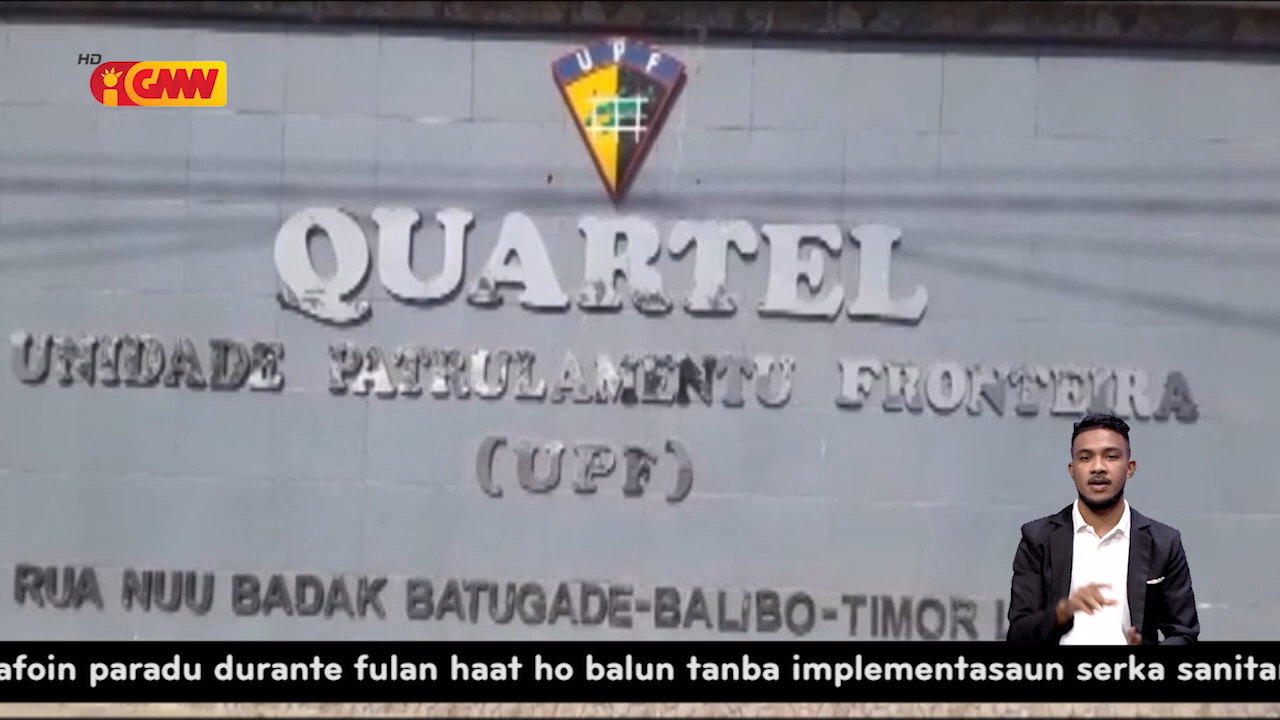 HD
GMN
UPF
QUARTEL
UNIDADE PATRULAMENTU FRONTEIRA
(UPF)
RUA NUU BADAK BATUGADE-BALIBO-TIMOR
afoin paradu durante fulan haat ho balun tanba implementasaun serka sanitar